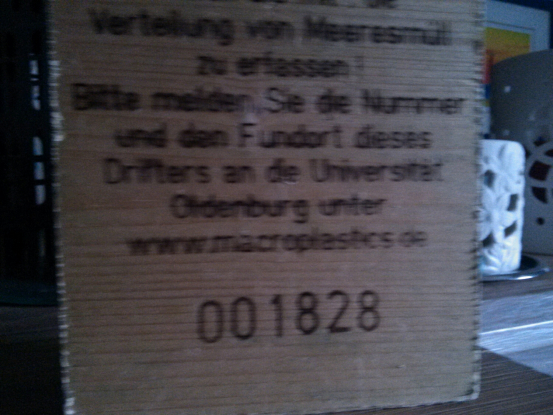 Verteilung von Meeresmüll
zu erfassen!
Bitte melden Sie die Nummer
und den Fundort dieses
Drifters an die Universität
Oldenburg unter
www.macroplastics.de
001828